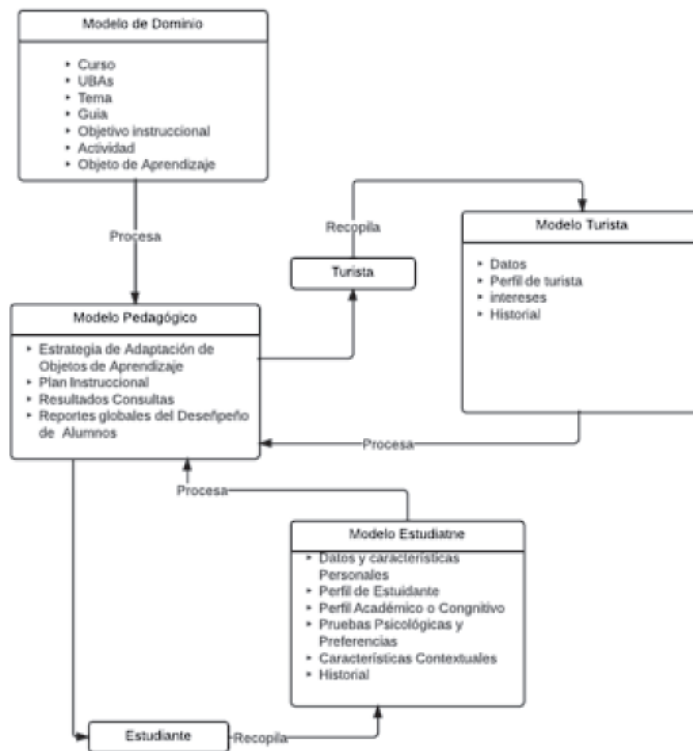 Modelo de Dominio
Curso
UBAs
Tema
Guia
Objetivo instruccional
Actividad
Objeto de Aprendizaje
Procesa
Recopila
Turista
Modelo Turista
Datos
Perfil de turista
intereses
Historial
Modelo Pedagógico
Estrategia de Adaptación de
Objetos de Aprendizaje
Plan Instruccional
Resultados Consultas
Reportes globales del Deseñpeño
de Alumnos
Procesa
Procesa
Modelo Estudiatne
Datos y características
Personales
Perfil de Estuidante
Perfil Académico o Congnitivo
Pruebas Psicológicas y
Preferencias
Características Contextuales
Historial
Estudiante
Recopila